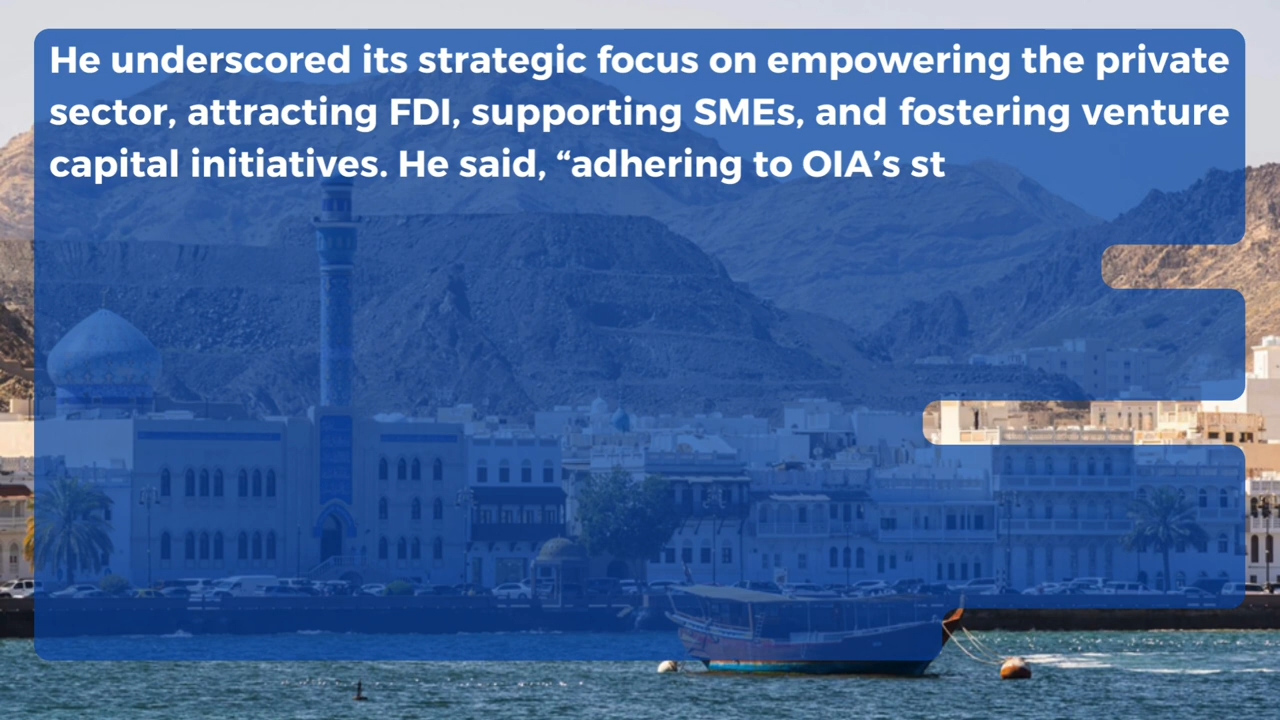 He underscored its strategic focus on empowering the private
sector, attracting FDI, supporting SMEs, and fostering venture
capital initiatives. He said, “adhering to OIA’s st